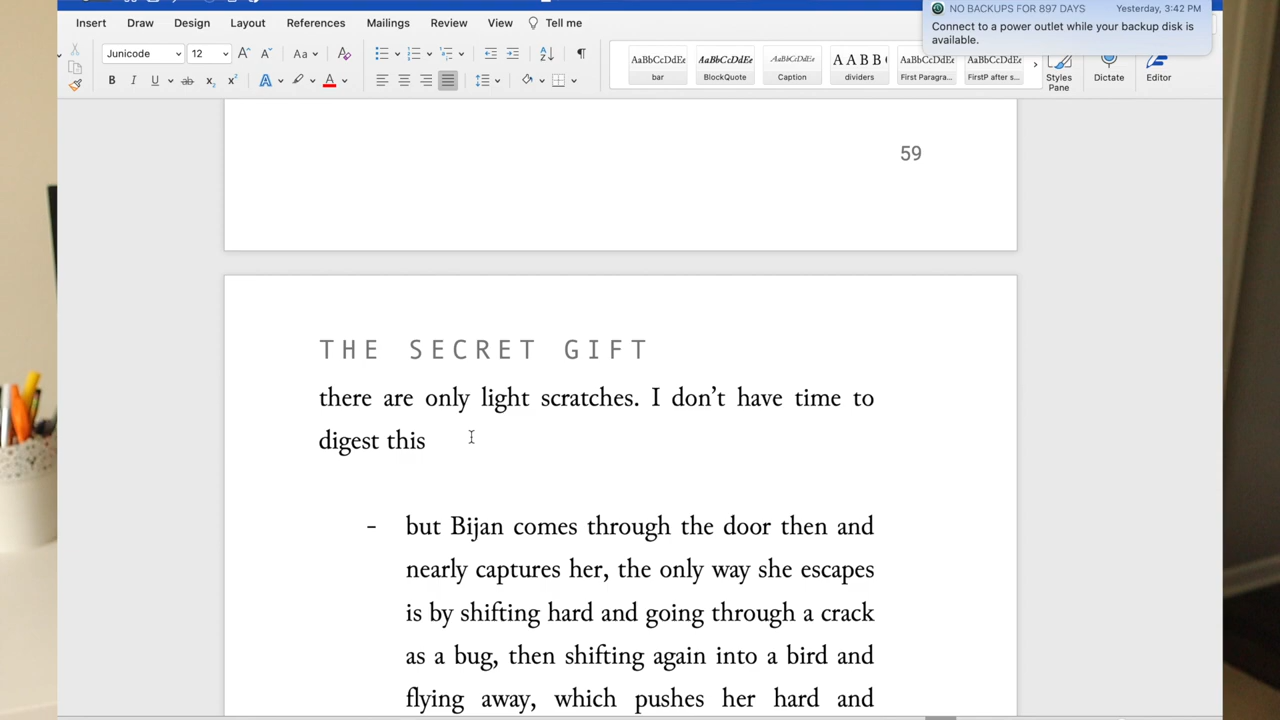 NO BACKUPS FOR 897 DAYS Yesterday, 3:42 PM
Connect to a power outlet while your backup disk is
available.
Insert Draw Design Layout References Mailings Review View Tell me
Junicode 12 Aa
AaBbCcDdEe AaBbCcDdEe AaBbCcDdEe A A B B AaBbCcDdEe AaBbCcDdEe
bar BlockQuote Caption dividers First Paragra... FirstP after s... Styles Pane Dictate Editor
B I U ab x₂ x² A A
59
THE SECRET GIFT
there are only light scratches. I don’t have time to
digest this
- but Bijan comes through the door then and
nearly captures her, the only way she escapes
is by shifting hard and going through a crack
as a bug, then shifting again into a bird and
flying away, which pushes her hard and